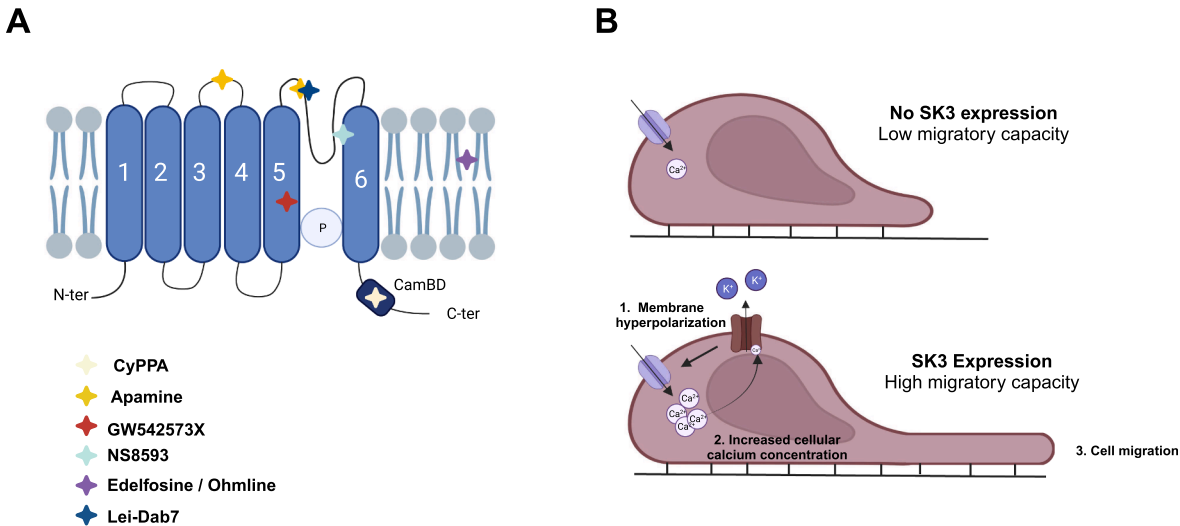 A
1 2 3 4 5 6
P
N-ter
CamBD
C-ter
CyPPA
Apamine
GW542573X
NS8593
Edelfosine / Ohmline
Lei-Dab7
B
No SK3 expression
Low migratory capacity
Ca²⁺
K⁺ K⁺
1. Membrane
hyperpolarization
Ca²⁺
SK3 Expression
High migratory capacity
Ca²⁺
Ca²⁺ Ca²⁺
Ca²⁺
2. Increased cellular
calcium concentration
3. Cell migration